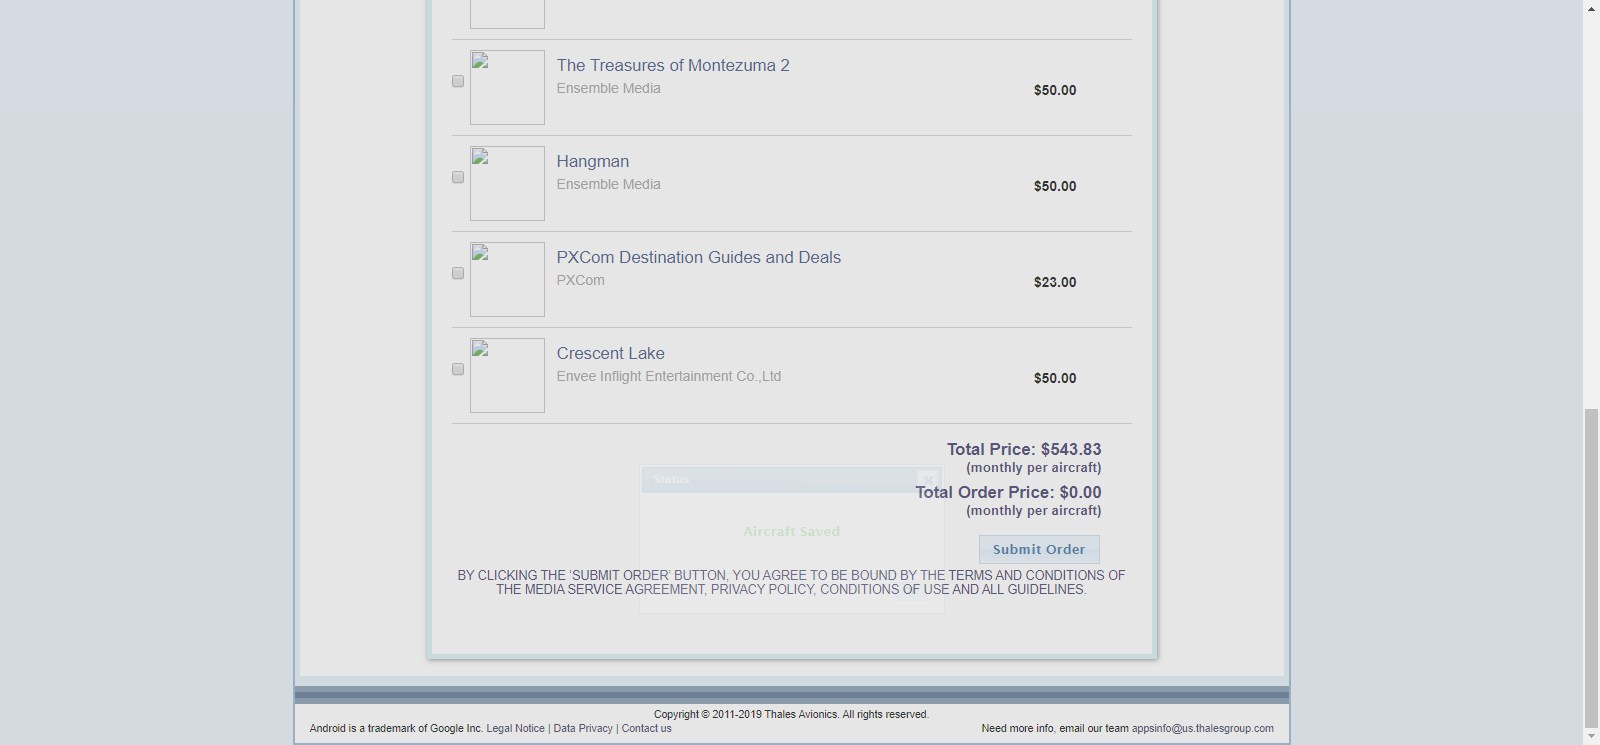 The Treasures of Montezuma 2
Ensemble Media
$50.00
Hangman
Ensemble Media
$50.00
PXCom Destination Guides and Deals
PXCom
$23.00
Crescent Lake
Envee Inflight Entertainment Co.,Ltd
$50.00
Total Price: $543.83
(monthly per aircraft)
Status
Total Order Price: $0.00
(monthly per aircraft)
Aircraft Saved
Submit Order
BY CLICKING THE ‘SUBMIT ORDER’ BUTTON, YOU AGREE TO BE BOUND BY THE TERMS AND CONDITIONS OF
THE MEDIA SERVICE AGREEMENT, PRIVACY POLICY, CONDITIONS OF USE AND ALL GUIDELINES.
Copyright © 2011-2019 Thales Avionics. All rights reserved.
Android is a trademark of Google Inc. Legal Notice | Data Privacy | Contact us
Need more info, email our team appsinfo@us.thalesgroup.com